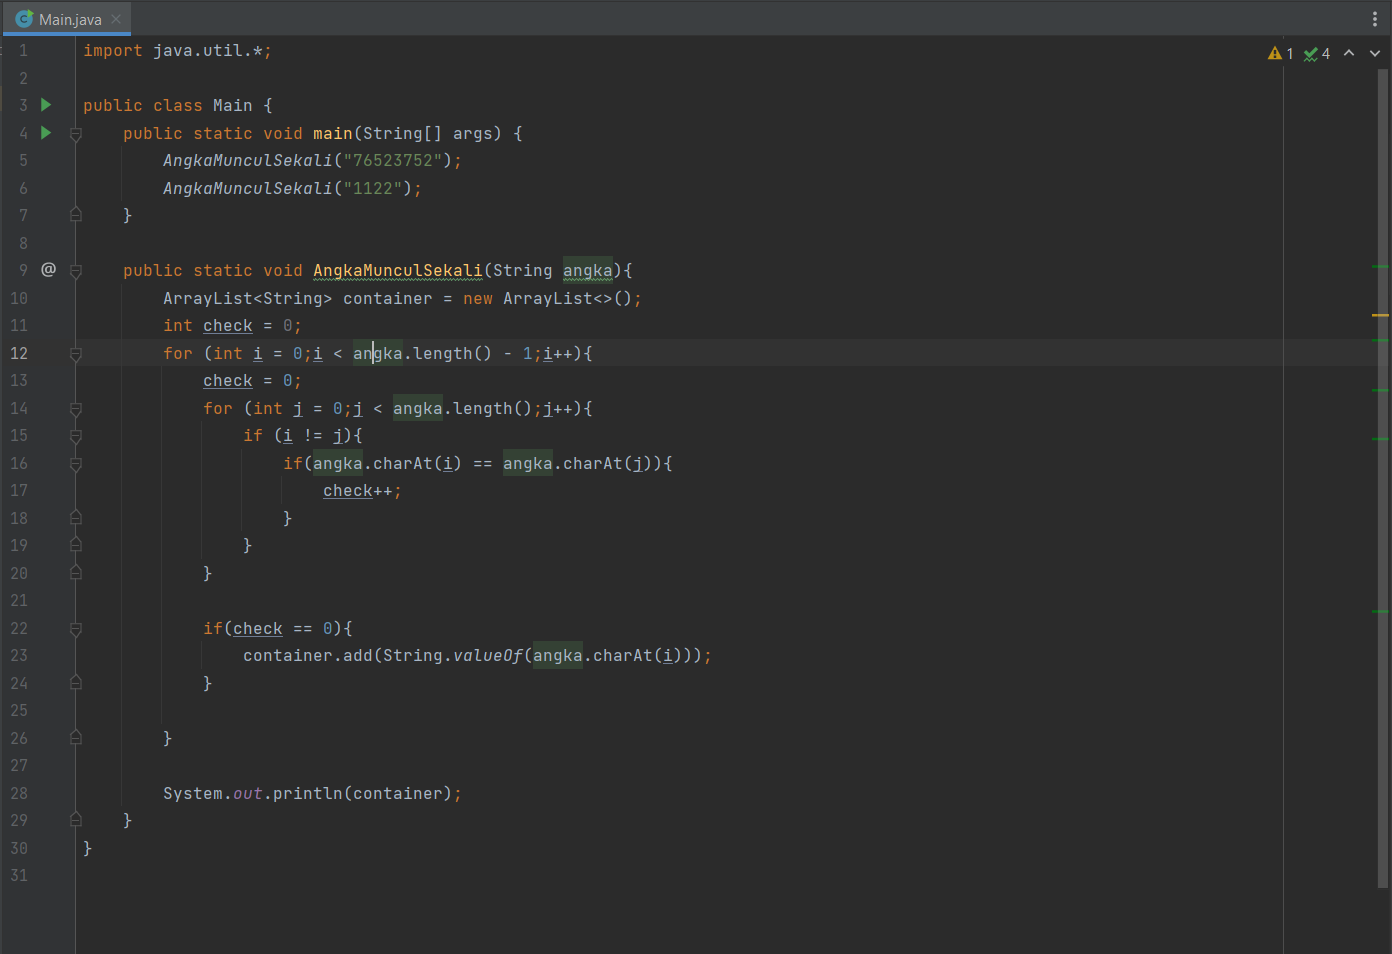 Main.java
1 import java.util.*;
2
3 public class Main {
4 public static void main(String[] args) {
5 AngkaMunculSekali("76523752");
6 AngkaMunculSekali("1122");
7 }
8
9 @ public static void AngkaMunculSekali(String angka){
10 ArrayList<String> container = new ArrayList<>();
11 int check = 0;
12 for (int i = 0;i < angka.length() - 1;i++){
13 check = 0;
14 for (int j = 0;j < angka.length();j++){
15 if (i != j){
16 if(angka.charAt(i) == angka.charAt(j)){
17 check++;
18 }
19 }
20 }
21
22 if(check == 0){
23 container.add(String.valueOf(angka.charAt(i)));
24 }
25
26 }
27
28 System.out.println(container);
29 }
30 }
31
1 4